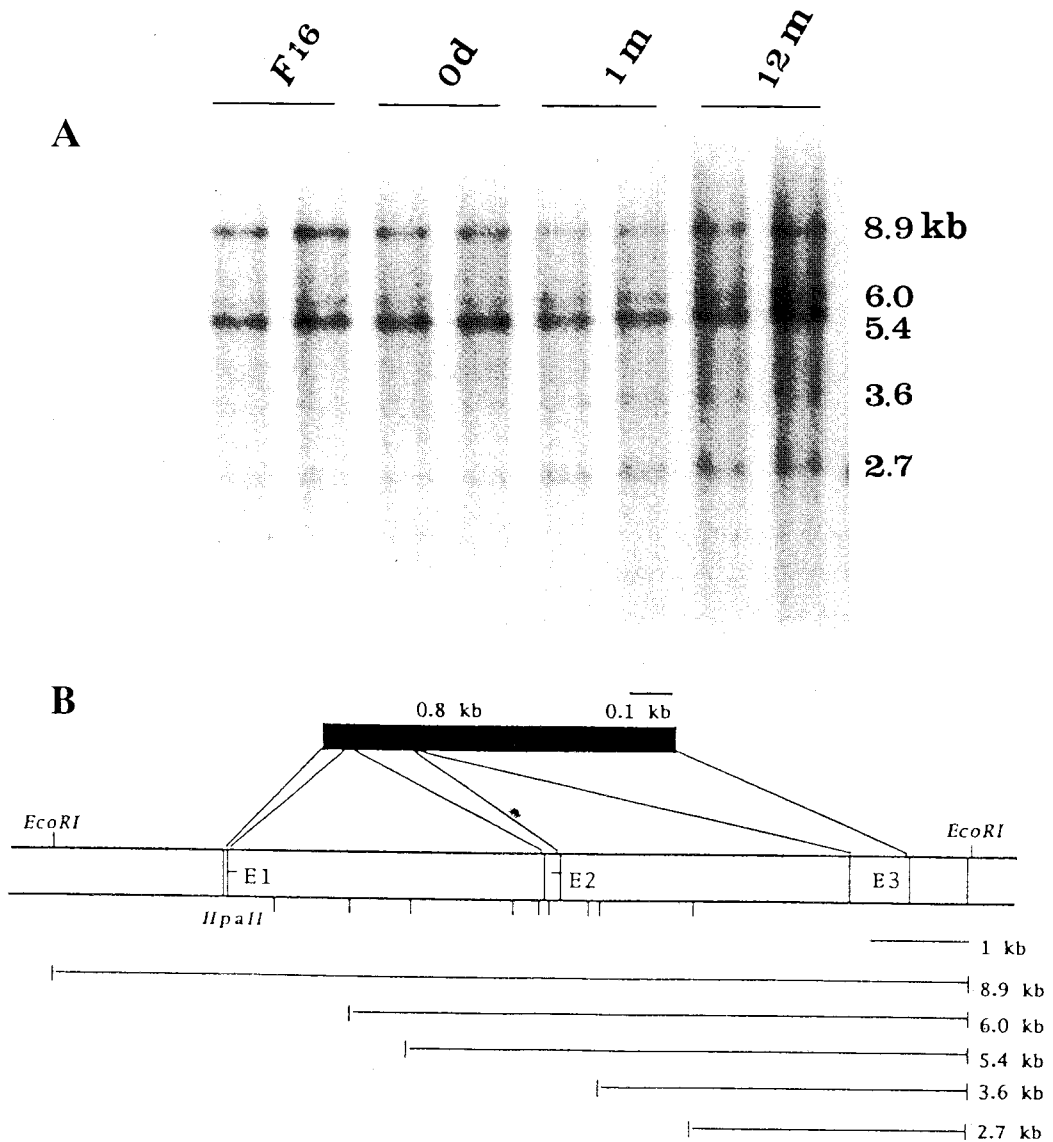 F16 0d 1m 12m
A
8.9 kb
6.0
5.4
3.6
2.7
B
0.8 kb 0.1 kb
EcoRI EcoRI
E1 E2 E3
HpaII
1 kb
8.9 kb
6.0 kb
5.4 kb
3.6 kb
2.7 kb